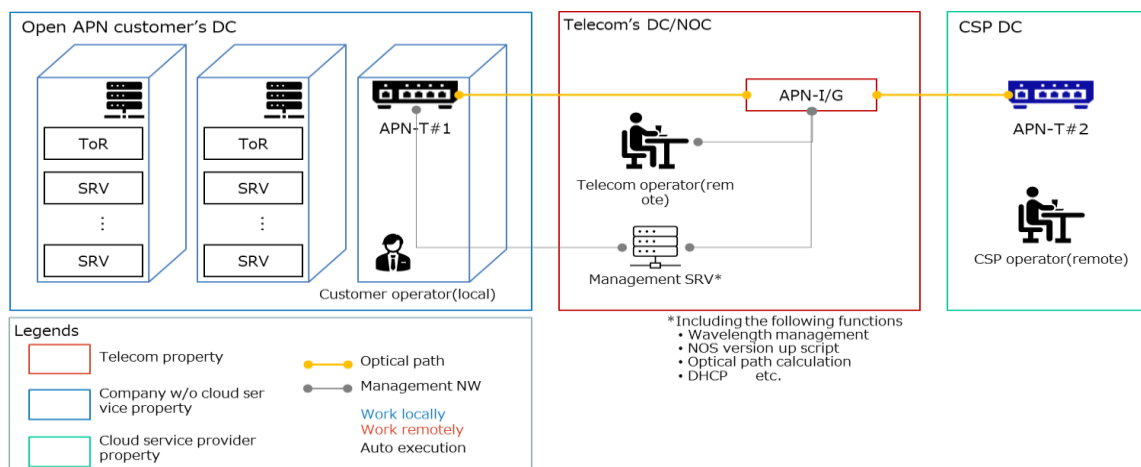 Open APN customer's DC
Telecom's DC/NOC
CSP DC
ToR
SRV
⋮
SRV
ToR
SRV
⋮
SRV
APN-T#1
Customer operator(local)
APN-I/G
Telecom operator(rem
ote)
Management SRV*
APN-T#2
CSP operator(remote)
*Including the following functions
• Wavelength management
• NOS version up script
• Optical path calculation
• DHCP etc.
Legends
Telecom property
Company w/o cloud ser
vice property
Cloud service provider
property
Optical path
Management NW
Work locally
Work remotely
Auto execution